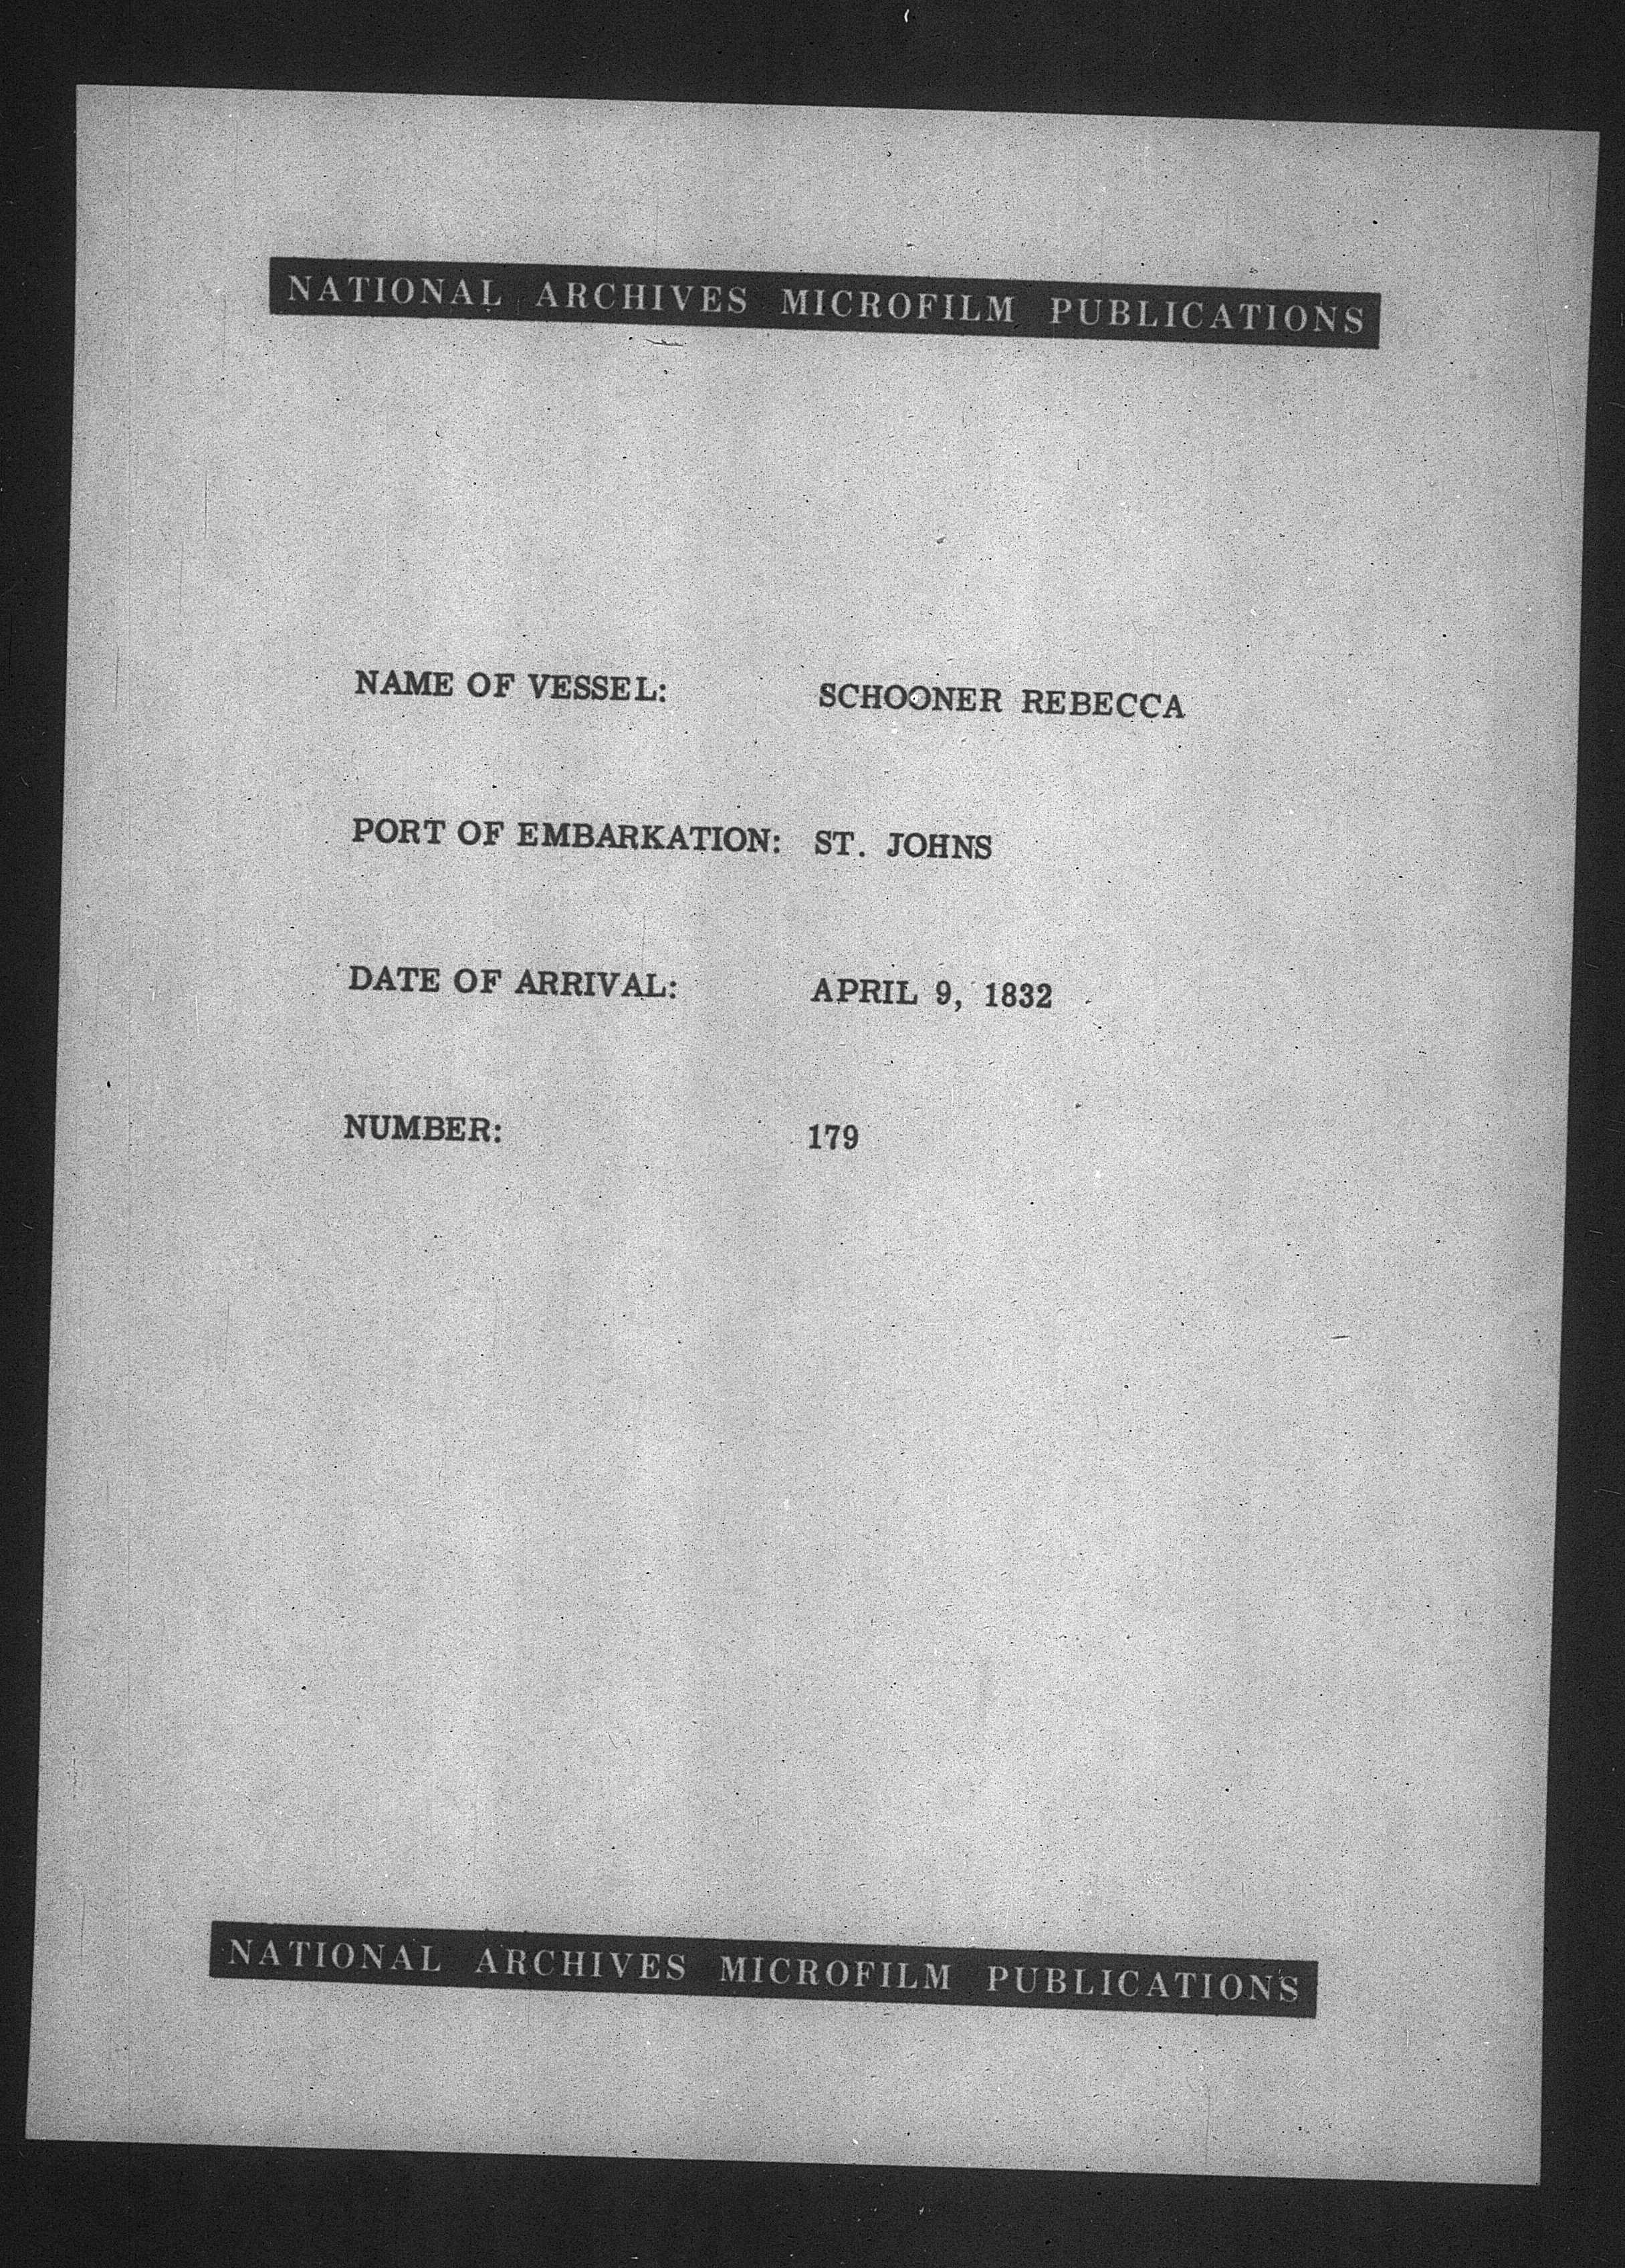 NATIONAL ARCHIVES MICROFILM PUBLICATIONS
NAME OF VESSEL: SCHOONER REBECCA
PORT OF EMBARKATION: ST. JOHNS
DATE OF ARRIVAL: APRIL 9, 1832
NUMBER: 179
NATIONAL ARCHIVES MICROFILM PUBLICATIONS